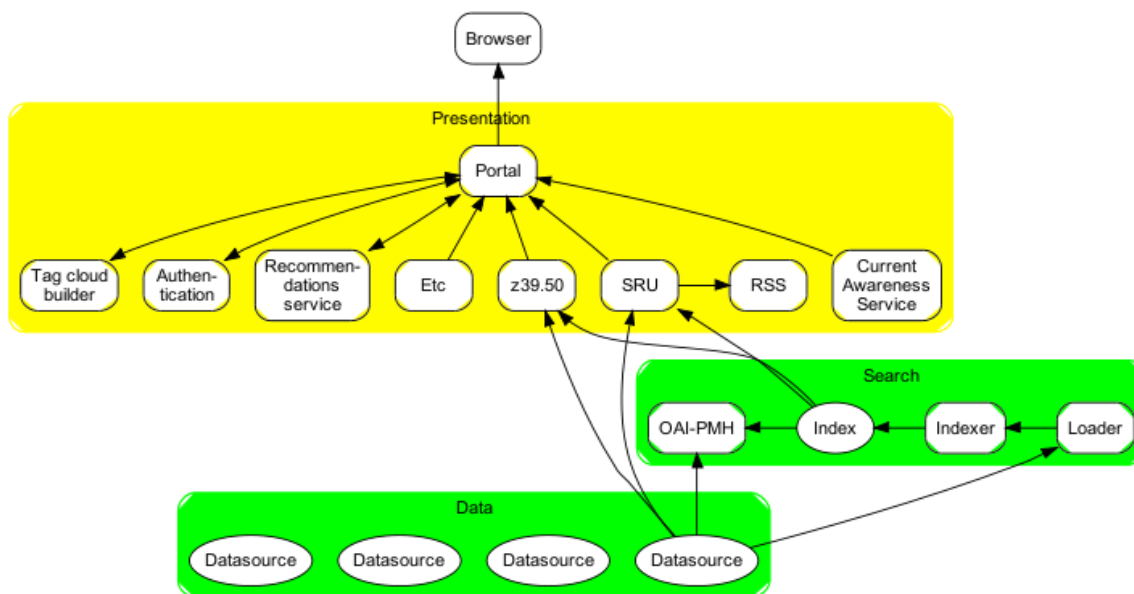 Browser
Presentation
Portal
Tag cloud
builder
Authen-
tication
Recommen-
dations
service
Etc
z39.50
SRU
RSS
Current
Awareness
Service
Search
OAI-PMH
Index
Indexer
Loader
Data
Datasource
Datasource
Datasource
Datasource